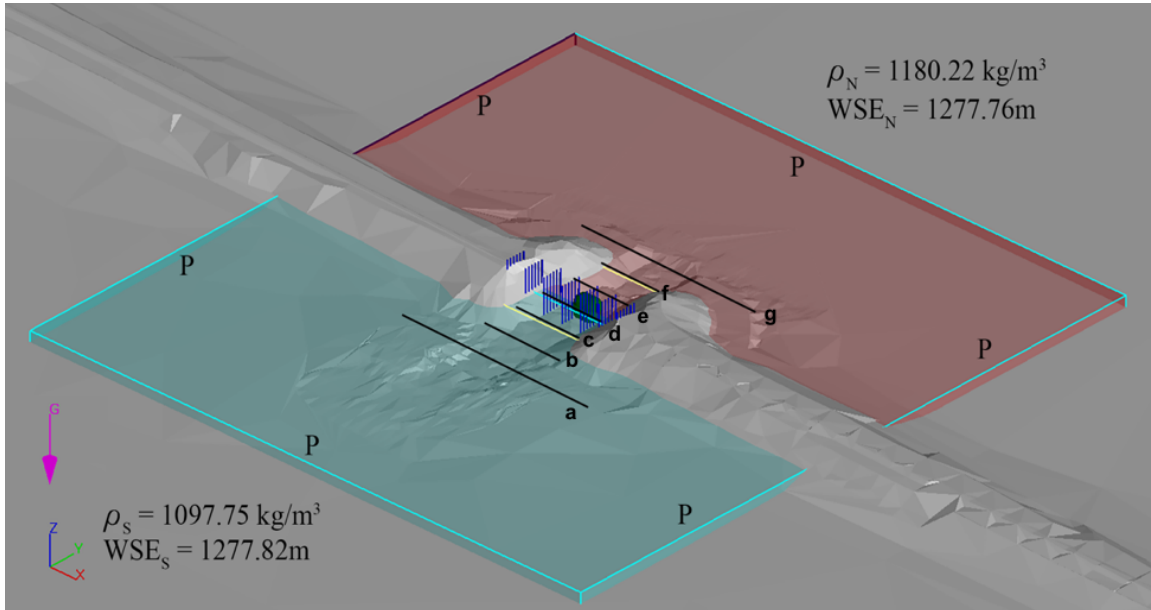 ρN = 1180.22 kg/m³
WSEN = 1277.76m
P
P
P
P
f
e
g
d
c
b
a
P
P
G
ρS = 1097.75 kg/m³
WSES = 1277.82m
Z
Y
X